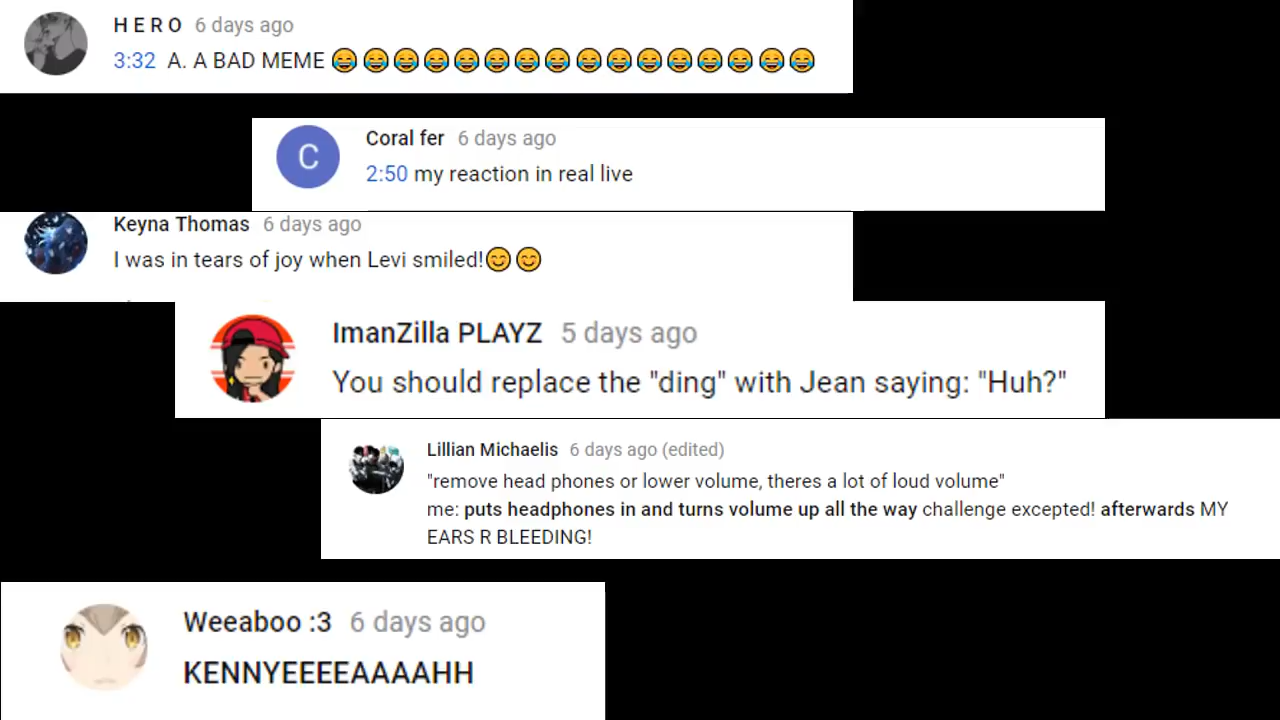 H E R O 6 days ago
3:32 A. A BAD MEME 😂😂😂😂😂😂😂😂😂😂😂😂😂😂😂😂
C
Coral fer 6 days ago
2:50 my reaction in real live
Keyna Thomas 6 days ago
I was in tears of joy when Levi smiled!😊😊
ImanZilla PLAYZ 5 days ago
You should replace the "ding" with Jean saying: "Huh?"
Lillian Michaelis 6 days ago (edited)
"remove head phones or lower volume, theres a lot of loud volume"
me: puts headphones in and turns volume up all the way challenge excepted! afterwards MY
EARS R BLEEDING!
Weeaboo :3 6 days ago
KENNYEEEEAAAAHH